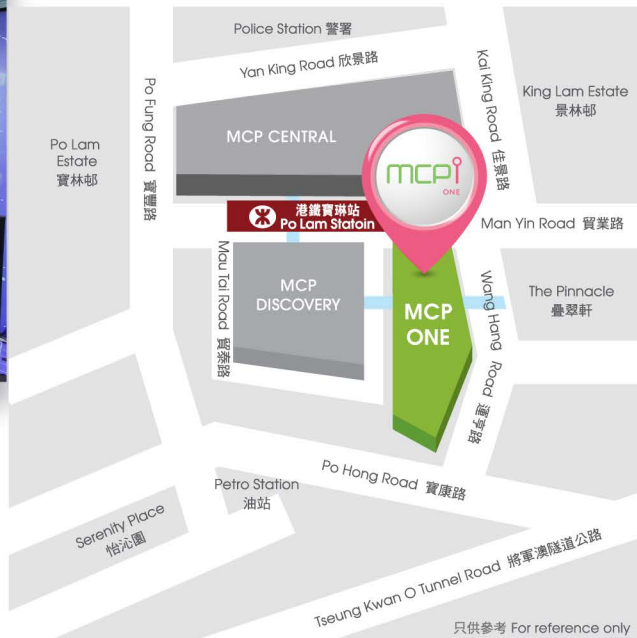 Police Station 警署
Yan King Road 欣景路
Kai King Road 佳景路
King Lam Estate
景林邨
Po Lam
Estate
寶林邨
Po Fung Road 寶豐路
MCP CENTRAL
mcp
ONE
港鐵寶琳站
Po Lam Statoin
Man Yin Road 貿業路
Mau Tai Road 貿泰路
MCP
DISCOVERY
MCP
ONE
Wang Hang Road 運亨路
The Pinnacle
疊翠軒
Po Hong Road 寶康路
Petro Station
油站
Serenity Place
怡沁園
Tseung Kwan O Tunnel Road 將軍澳隧道公路
只供參考 For reference only